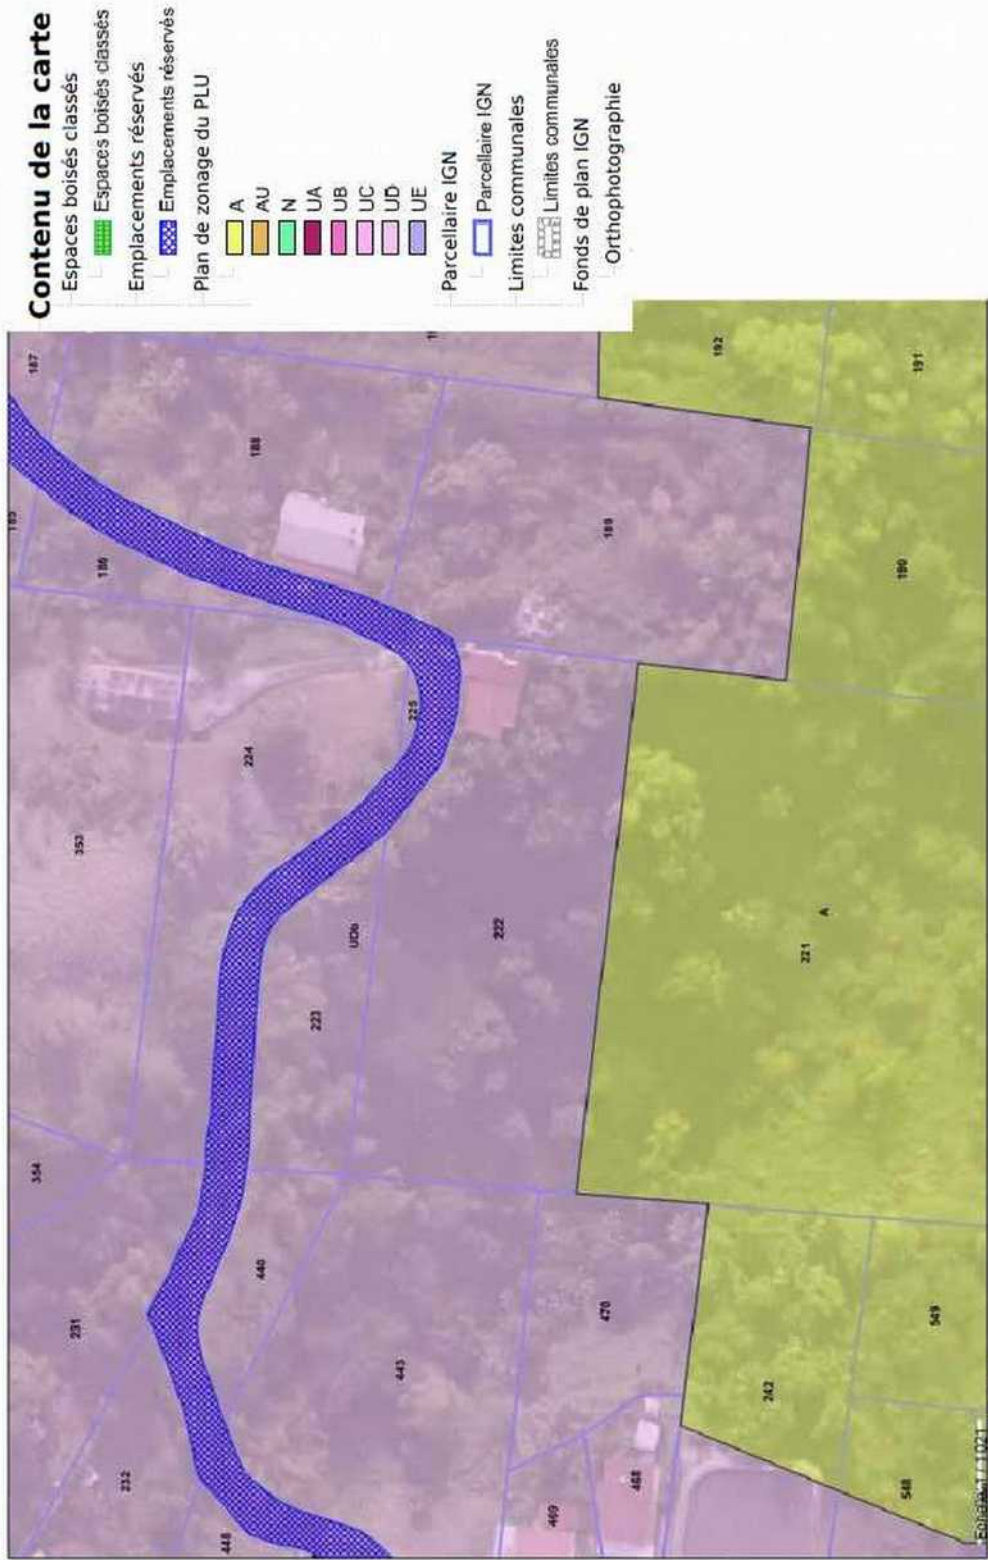 Contenu de la carte
Espaces boisés classés
Espaces boisés classés
Emplacements réservés
Emplacements réservés
Plan de zonage du PLU
A
AU
N
UA
UB
UC
UD
UE
Parcellaire IGN
Parcellaire IGN
Limites communales
Limites communales
Fonds de plan IGN
Orthophotographie
187
188
186
192
191
189
190
225
224
353
222
UDb
223
A
221
354
440
231
443
470
549
242
232
448
469
468
548